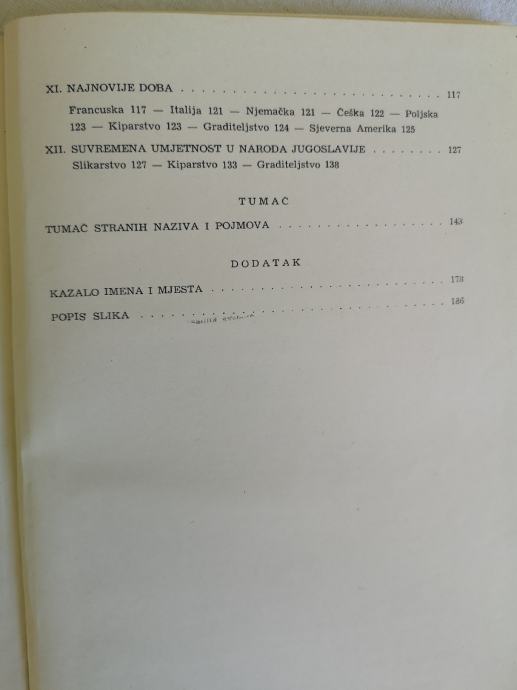 XI. NAJNOVIJE DOBA . . . . . . . . . . . . . . . . . . . . . . . . . 117
Francuska 117 — Italija 121 — Njemačka 121 — Češka 122 — Poljska
123 — Kiparstvo 123 — Graditeljstvo 124 — Sjeverna Amerika 125
XII. SUVREMENA UMJETNOST U NARODA JUGOSLAVIJE . . . . . . . . 127
Slikarstvo 127 — Kiparstvo 133 — Graditeljstvo 138
TUMAČ
TUMAČ STRANIH NAZIVA I POJMOVA . . . . . . . . . . . . . . . . 143
DODATAK
KAZALO IMENA I MJESTA . . . . . . . . . . . . . . . . . . . . . . 173
POPIS SLIKA . . . . . . . . . . . . . . . . . . . . . . . . . . . . . 186